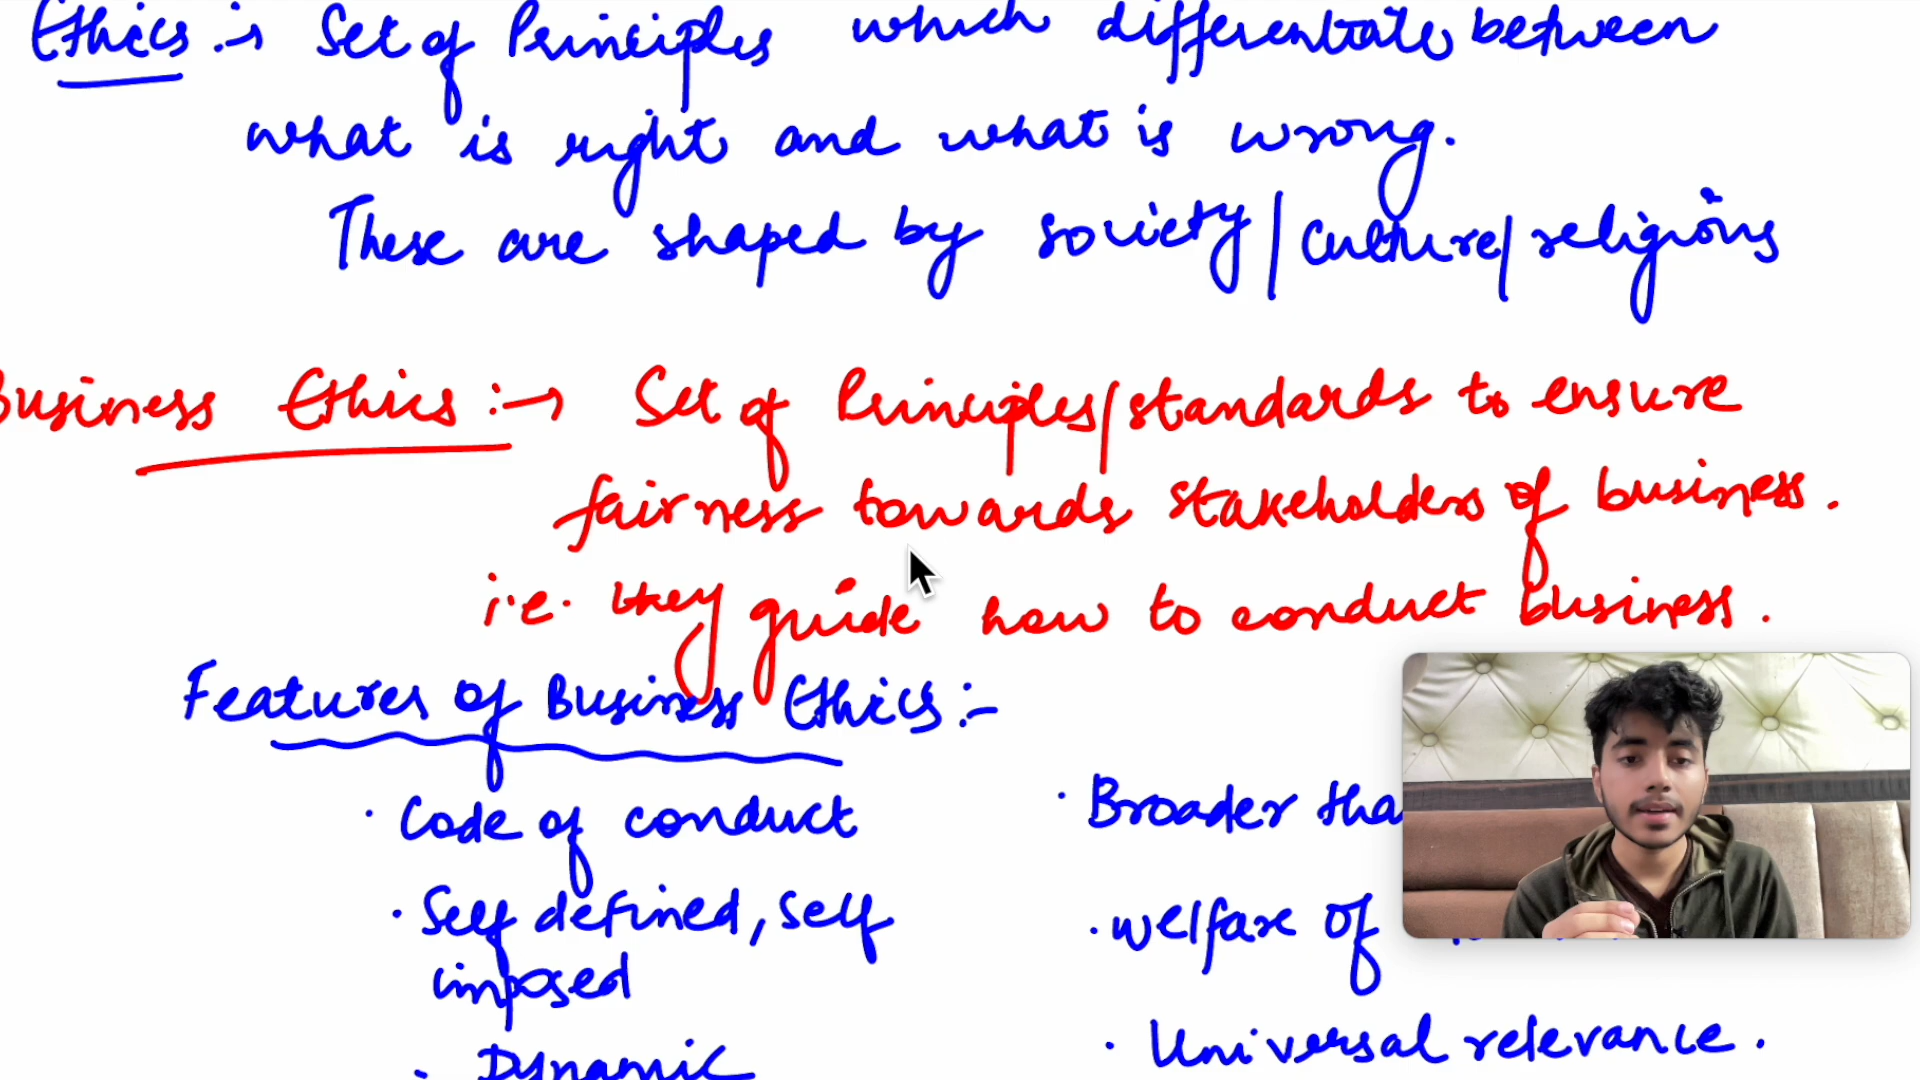 Ethics :→ Set of Principles which differentiate between
what is right and what is wrong.
These are shaped by society/culture/religions
Business Ethics :→ Set of Principles/standards to ensure
fairness towards stakeholders of business.
i.e. they guide how to conduct business.
Features of Business Ethics :-
· Code of conduct
· Self defined, self
imposed
· Dynamic
· Broader
· welfare of
· Universal relevance.